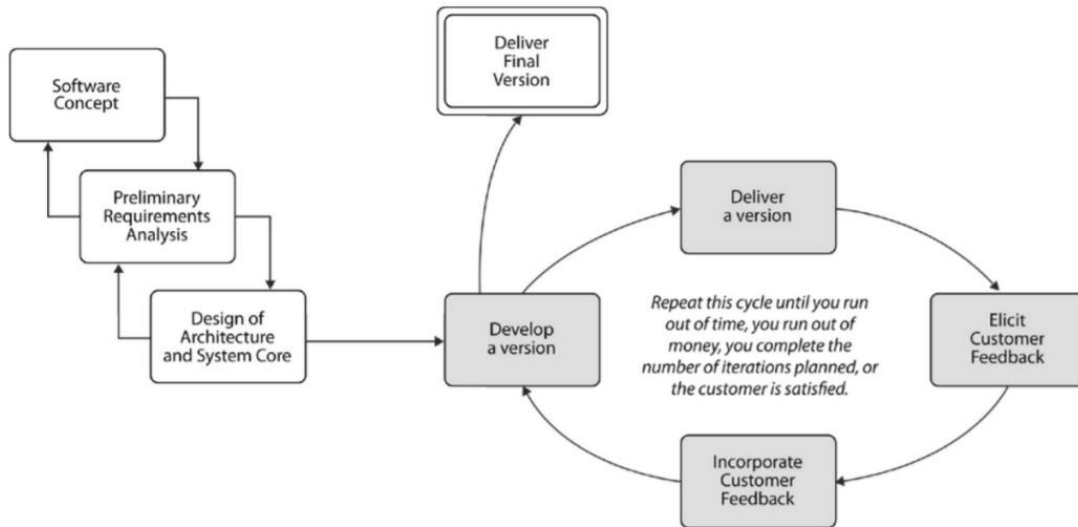 Software
Concept
Preliminary
Requirements
Analysis
Design of
Architecture
and System Core
Deliver
Final
Version
Develop
a version
Deliver
a version
Elicit
Customer
Feedback
Incorporate
Customer
Feedback
Repeat this cycle until you run
out of time, you run out of
money, you complete the
number of iterations planned, or
the customer is satisfied.